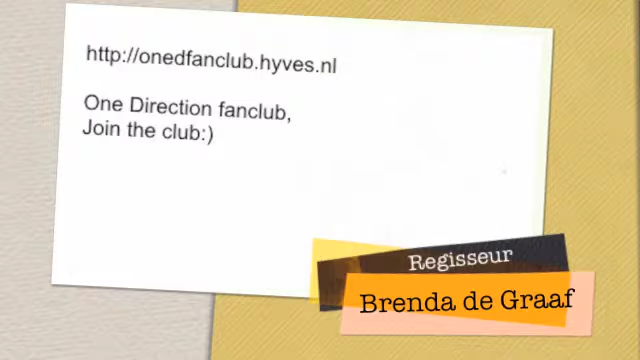 http://onedfanclub.hyves.nl
One Direction fanclub,
Join the club:)
Regisseur
Brenda de Graaf